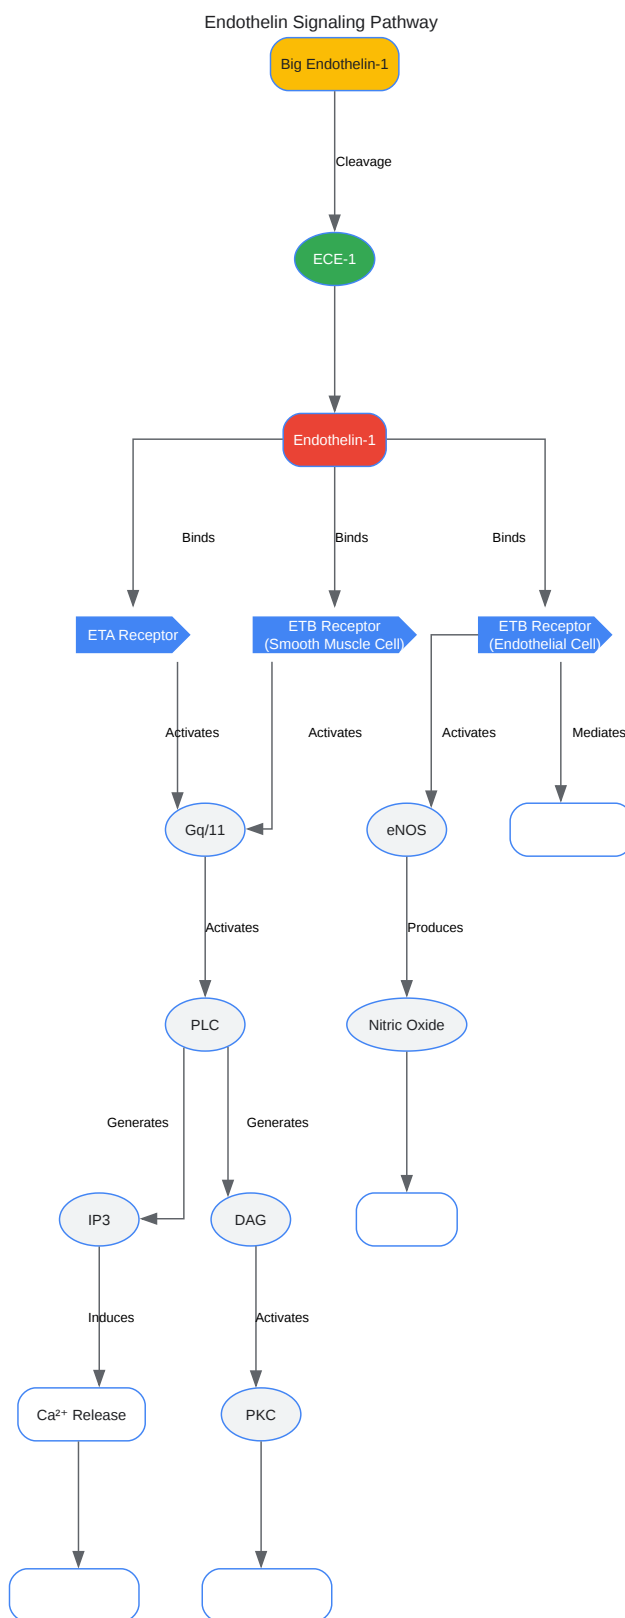 Endothelin Signaling Pathway
Big Endothelin-1
Cleavage
ECE-1
Endothelin-1
Binds
Binds
Binds
ETA Receptor
ETB Receptor
(Smooth Muscle Cell)
ETB Receptor
(Endothelial Cell)
Activates
Activates
Activates
Mediates
Gq/11
eNOS
Activates
Produces
PLC
Nitric Oxide
Generates
Generates
IP3
DAG
Induces
Activates
Ca²⁺ Release
PKC